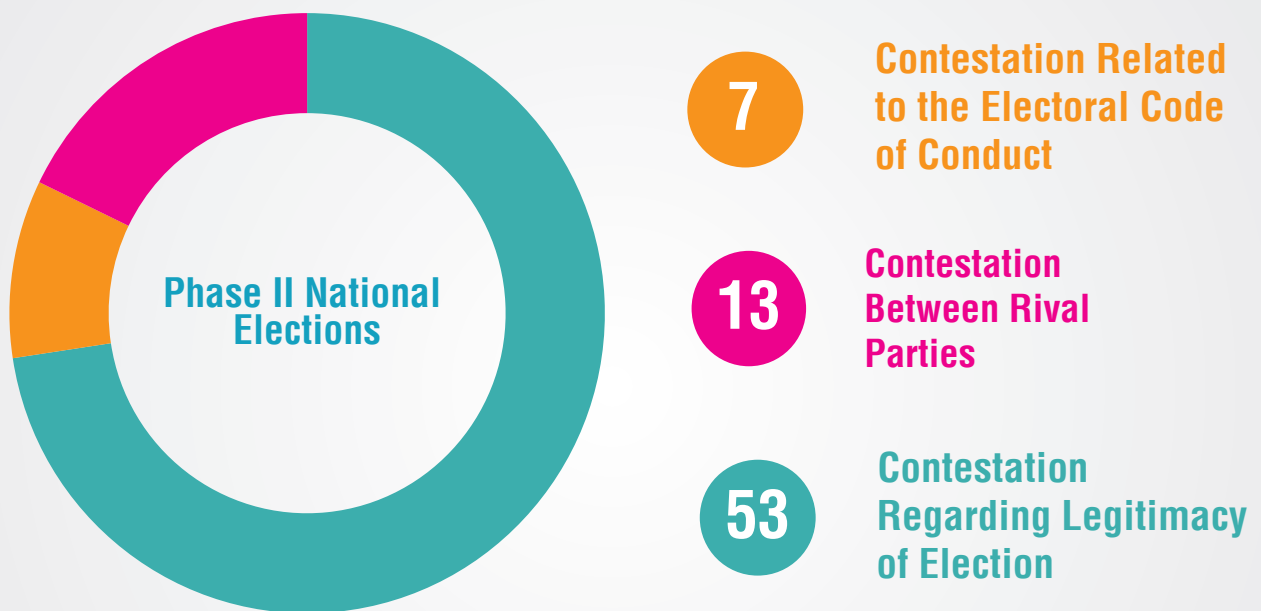 Phase II National
Elections
7
Contestation Related
to the Electoral Code
of Conduct
13
Contestation
Between Rival
Parties
53
Contestation
Regarding Legitimacy
of Election